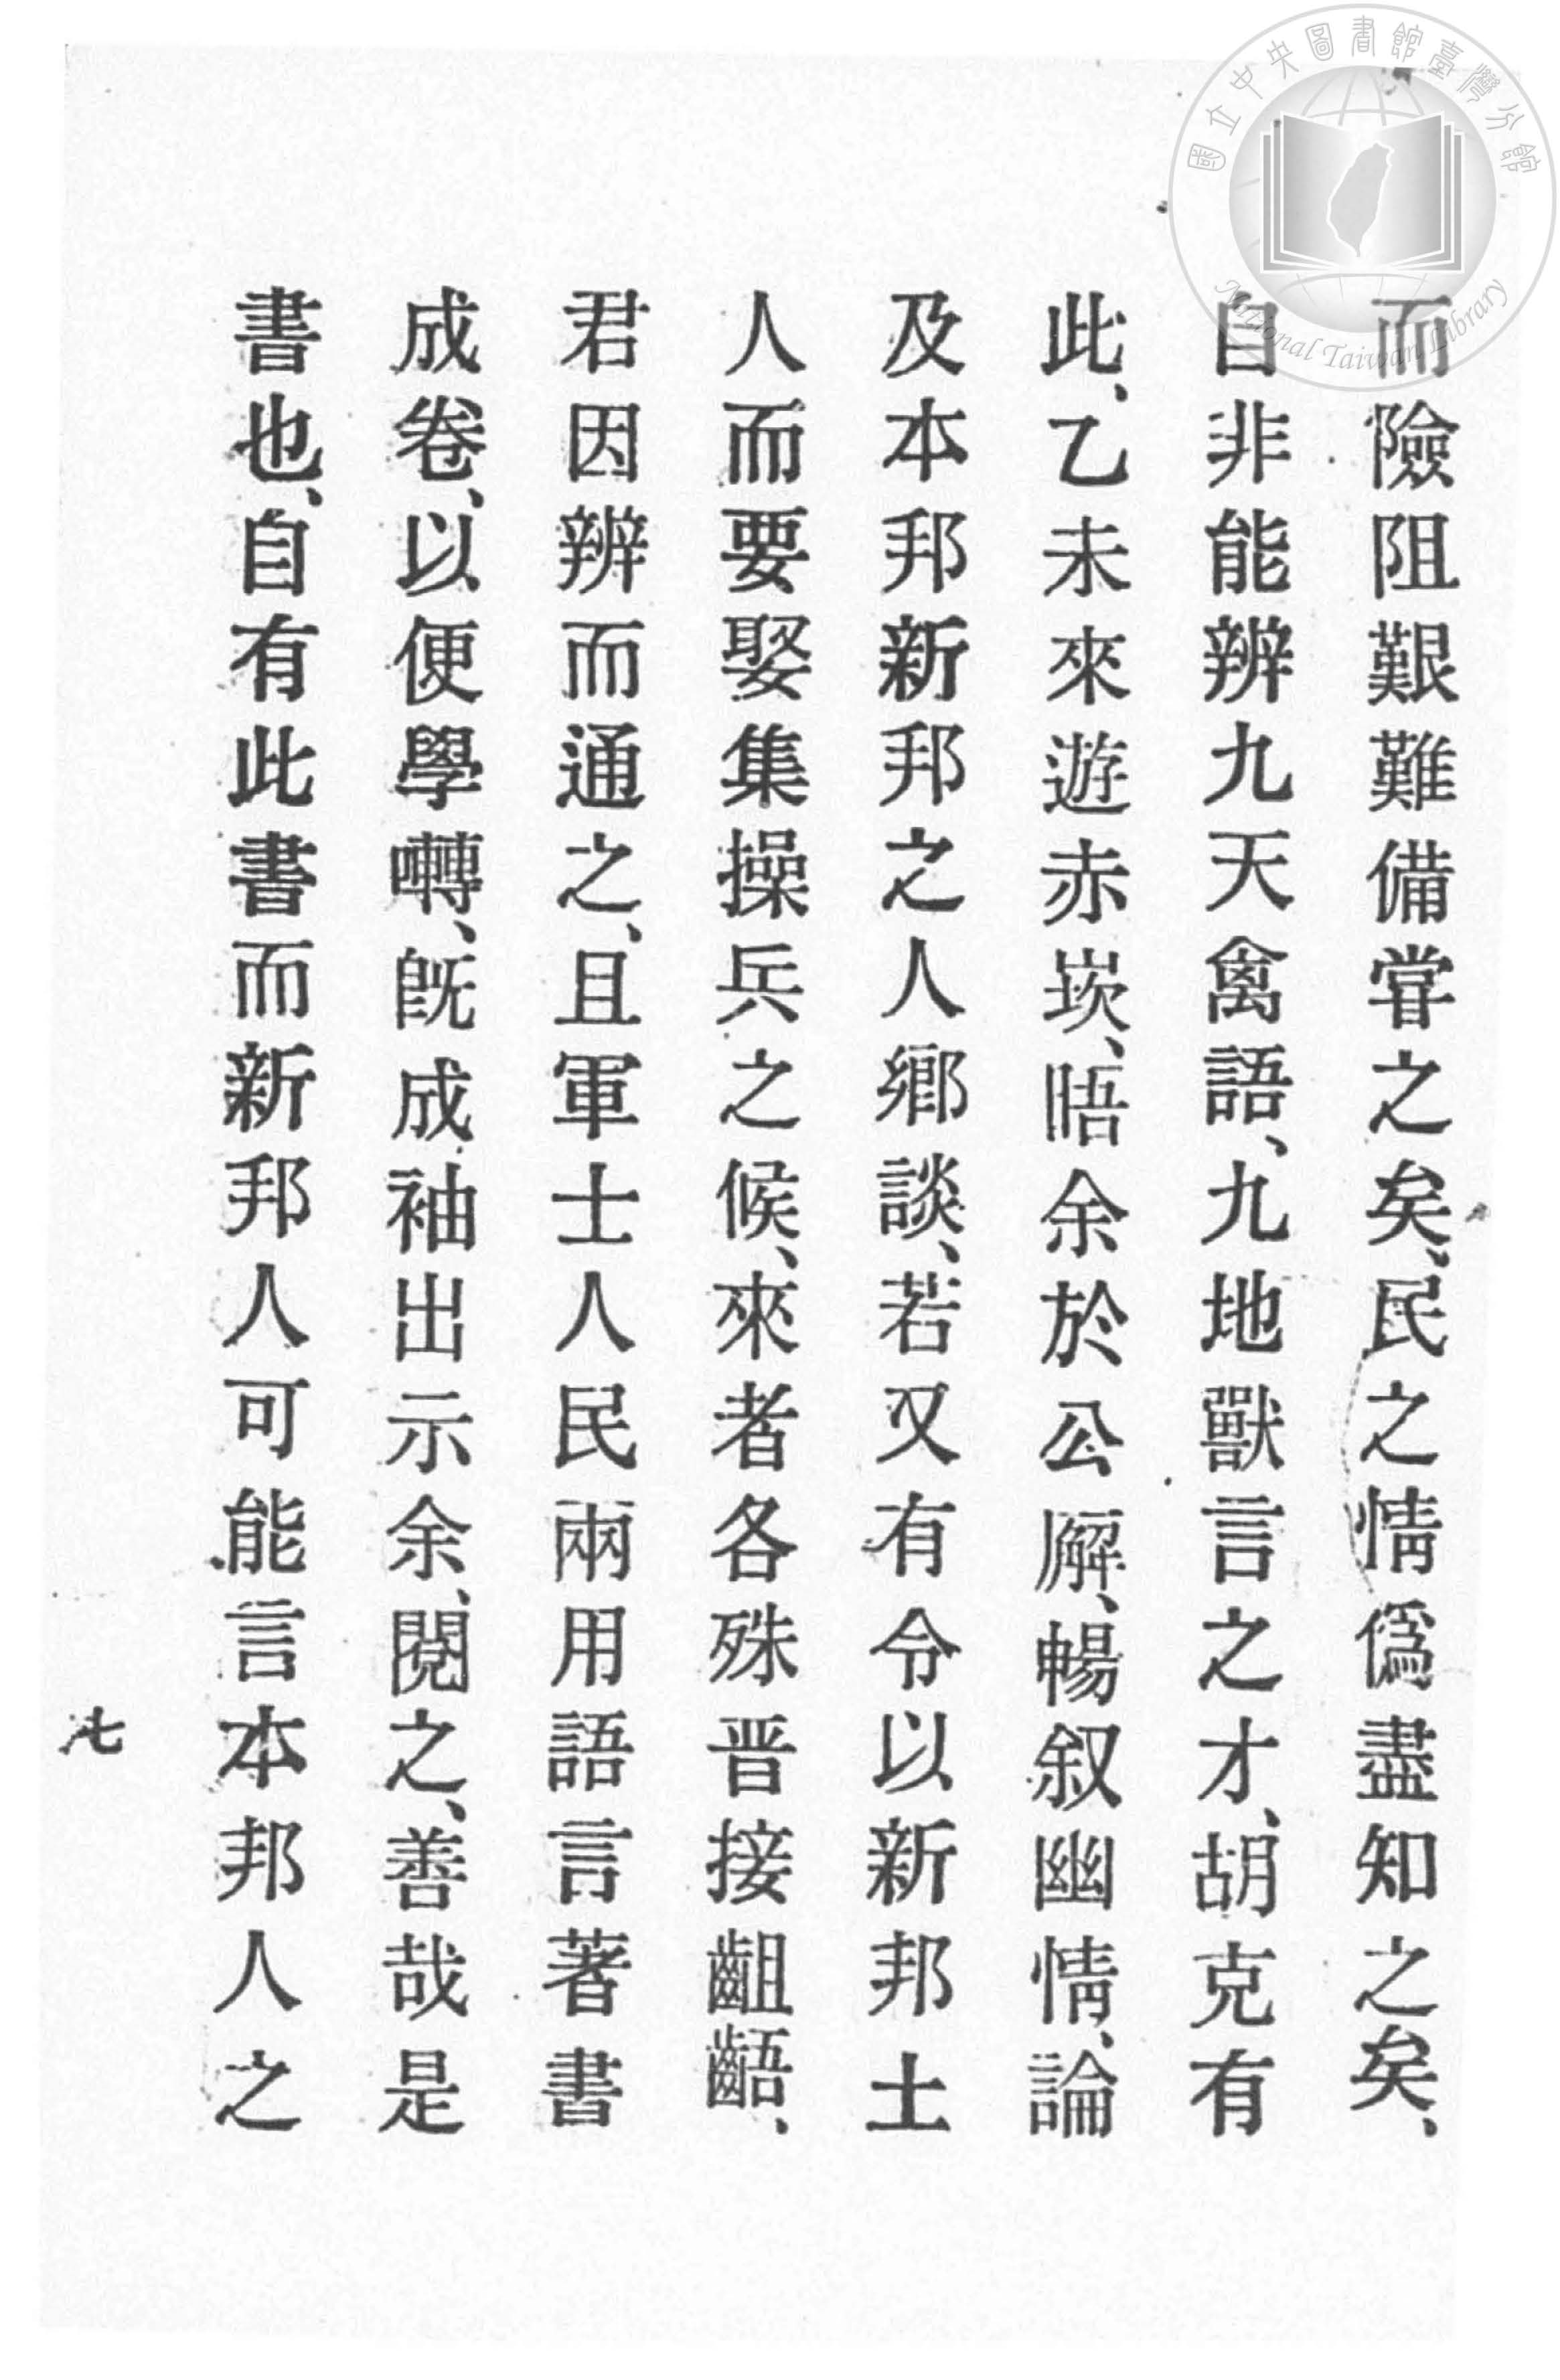 國立中央圖書館臺灣分館
National Taiwan Library
而險阻艱難備甞之矣、民之情僞盡知之矣、
自非能辨九天禽語、九地獸言之才、胡克有
此、乙未來遊赤崁、晤余於公廨、暢叙幽情、論
及本邦新邦之人鄉談、若又有令以新邦士
人而要娶集操兵之候、來者各殊晋接齟齬、
君因辨而通之、且軍士人民兩用語言著書
成卷、以便學囀、旣成袖出示余、閱之、善哉是
書也、自有此書而新邦人可能言本邦人之
七